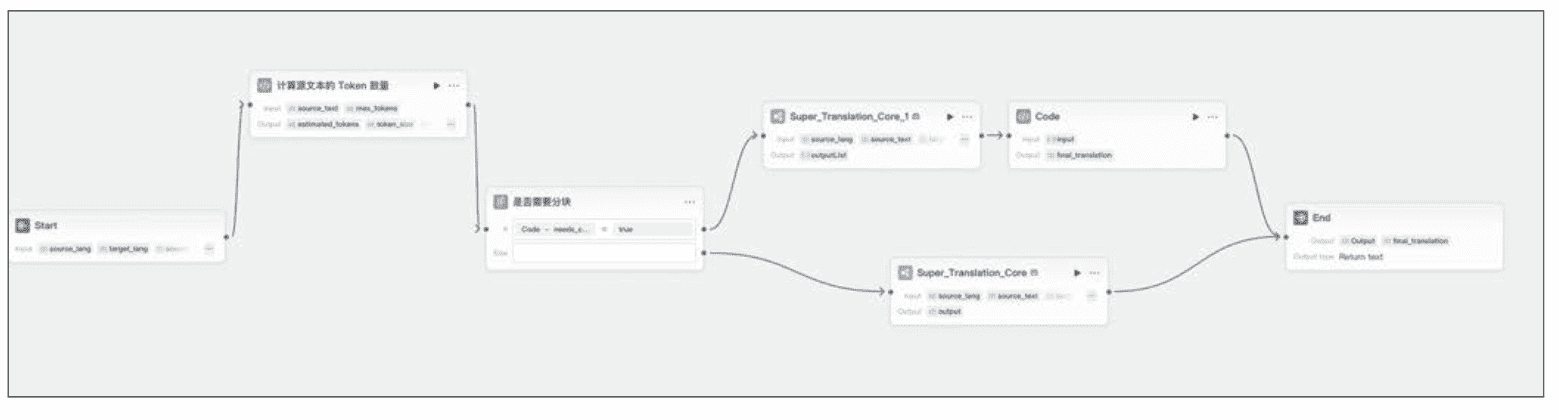 计算源文本的 Token 数量
Input source_text max_tokens
Output estimated_tokens token_size
Start
Input source_lang target_lang
是否需要分块
Code - needs_c... = true
Else
Super_Translation_Core_1
Input source_lang source_text
Output outputList
Code
Input input
Output final_translation
Super_Translation_Core
Input source_lang source_text
Output output
End
Output Output final_translation
Output type Return text